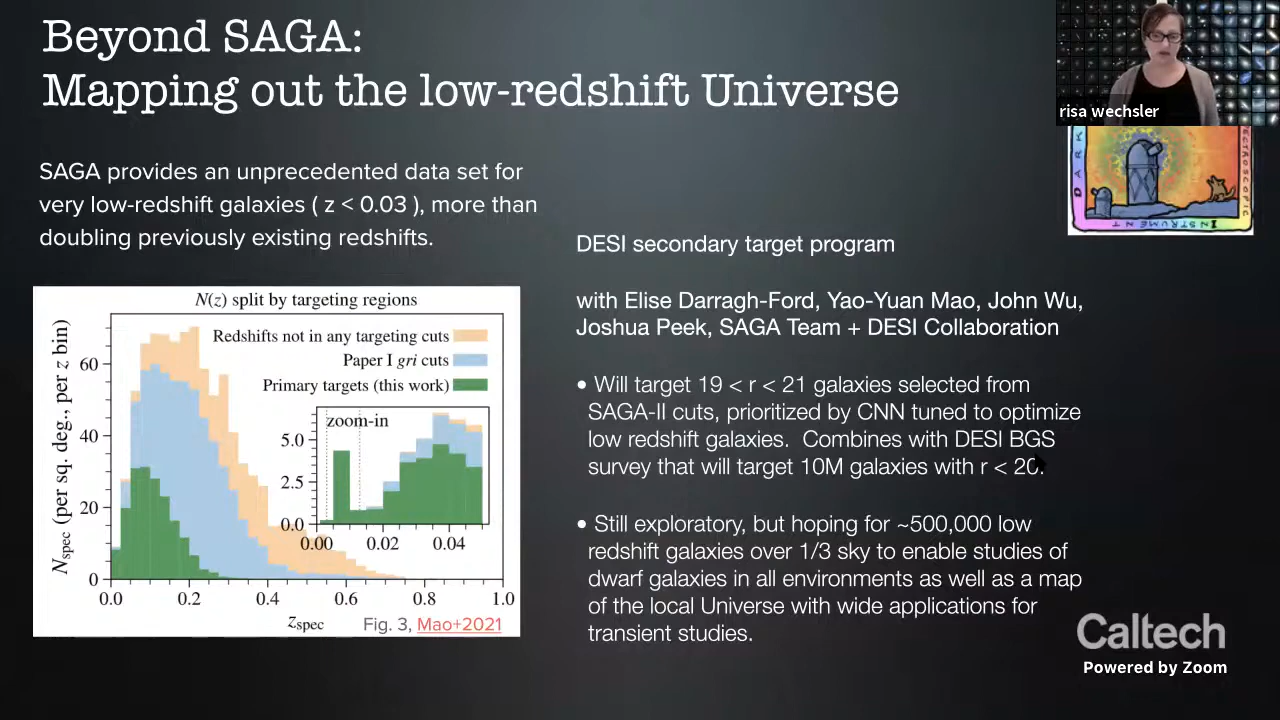 Beyond SAGA:
Mapping out the low-redshift Universe
risa wechsler
SAGA provides an unprecedented data set for
very low-redshift galaxies ( z < 0.03 ), more than
doubling previously existing redshifts.
DARK
SPECTROSCOPIC
INSTRUMENT
DESI secondary target program
with Elise Darragh-Ford, Yao-Yuan Mao, John Wu,
Joshua Peek, SAGA Team + DESI Collaboration
• Will target 19 < r < 21 galaxies selected from
SAGA-II cuts, prioritized by CNN tuned to optimize
low redshift galaxies. Combines with DESI BGS
survey that will target 10M galaxies with r < 20.
• Still exploratory, but hoping for ~500,000 low
redshift galaxies over 1/3 sky to enable studies of
dwarf galaxies in all environments as well as a map
of the local Universe with wide applications for
transient studies.
N(z) split by targeting regions
Redshifts not in any targeting cuts
Paper I gri cuts
Primary targets (this work)
zoom-in
5.0
2.5
0.0
0.00 0.02 0.04
N_spec (per sq. deg., per z bin)
60
40
20
0
0.0 0.2 0.4 0.6 0.8 1.0
z_spec
Fig. 3, Mao+2021
Caltech
Powered by Zoom